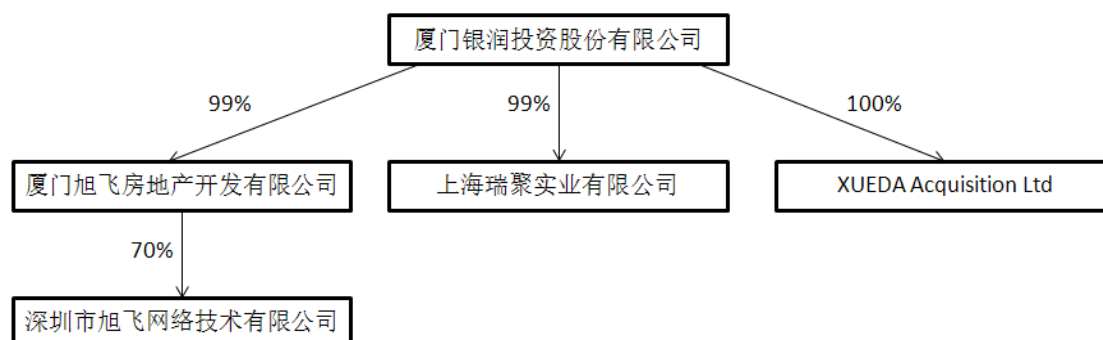 厦门银润投资股份有限公司
99%
99%
100%
厦门旭飞房地产开发有限公司
上海瑞聚实业有限公司
XUEDA Acquisition Ltd
70%
深圳市旭飞网络技术有限公司